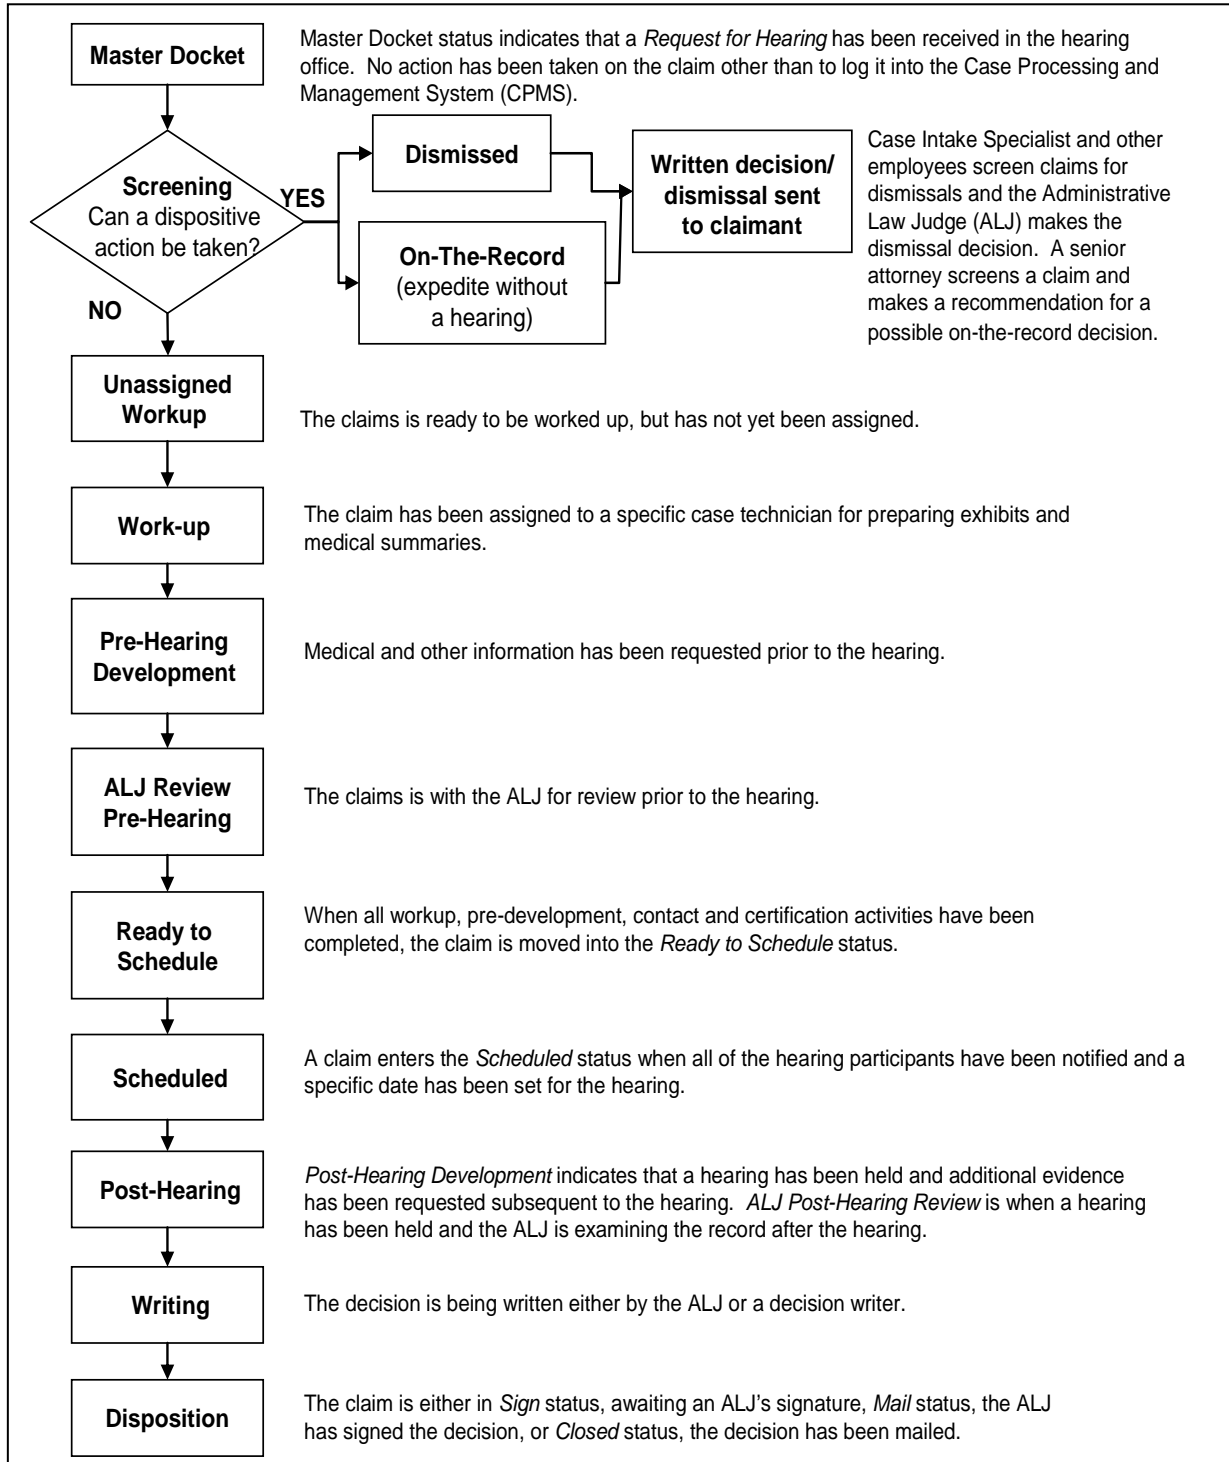 Master Docket
Master Docket status indicates that a Request for Hearing has been received in the hearing
office. No action has been taken on the claim other than to log it into the Case Processing and
Management System (CPMS).
Screening
Can a dispositive
action be taken?
YES
NO
Dismissed
On-The-Record
(expedite without
a hearing)
Written decision/
dismissal sent
to claimant
Case Intake Specialist and other
employees screen claims for
dismissals and the Administrative
Law Judge (ALJ) makes the
dismissal decision. A senior
attorney screens a claim and
makes a recommendation for a
possible on-the-record decision.
Unassigned
Workup
The claims is ready to be worked up, but has not yet been assigned.
Work-up
The claim has been assigned to a specific case technician for preparing exhibits and
medical summaries.
Pre-Hearing
Development
Medical and other information has been requested prior to the hearing.
ALJ Review
Pre-Hearing
The claims is with the ALJ for review prior to the hearing.
Ready to
Schedule
When all workup, pre-development, contact and certification activities have been
completed, the claim is moved into the Ready to Schedule status.
Scheduled
A claim enters the Scheduled status when all of the hearing participants have been notified and a
specific date has been set for the hearing.
Post-Hearing
Post-Hearing Development indicates that a hearing has been held and additional evidence
has been requested subsequent to the hearing. ALJ Post-Hearing Review is when a hearing
has been held and the ALJ is examining the record after the hearing.
Writing
The decision is being written either by the ALJ or a decision writer.
Disposition
The claim is either in Sign status, awaiting an ALJ’s signature, Mail status, the ALJ
has signed the decision, or Closed status, the decision has been mailed.